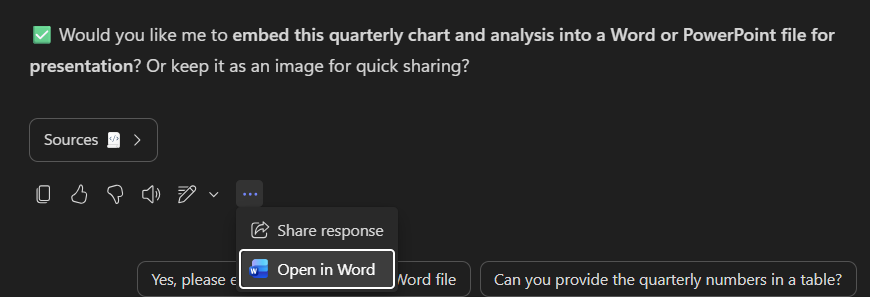 ✅ Would you like me to embed this quarterly chart and analysis into a Word or PowerPoint file for
presentation? Or keep it as an image for quick sharing?
Sources
Share response
Open in Word
Yes, please Word file
Can you provide the quarterly numbers in a table?